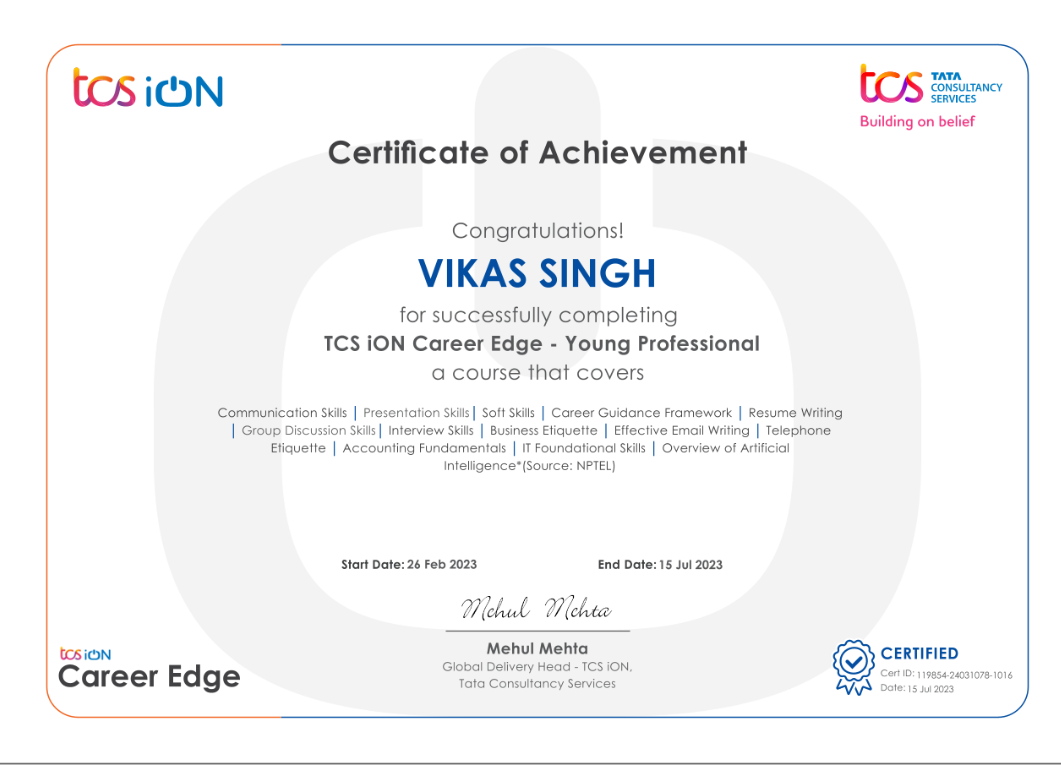 tcs iON
tcs TATA
CONSULTANCY
SERVICES
Building on belief
Certificate of Achievement
Congratulations!
VIKAS SINGH
for successfully completing
TCS iON Career Edge - Young Professional
a course that covers
Communication Skills | Presentation Skills | Soft Skills | Career Guidance Framework | Resume Writing
| Group Discussion Skills | Interview Skills | Business Etiquette | Effective Email Writing | Telephone
Etiquette | Accounting Fundamentals | IT Foundational Skills | Overview of Artificial
Intelligence*(Source: NPTEL)
Start Date: 26 Feb 2023 End Date: 15 Jul 2023
Mehul Mehta
Mehul Mehta
Global Delivery Head - TCS iON,
Tata Consultancy Services
tcs iON
Career Edge
CERTIFIED
Cert ID: 119854-24031078-1016
Date: 15 Jul 2023